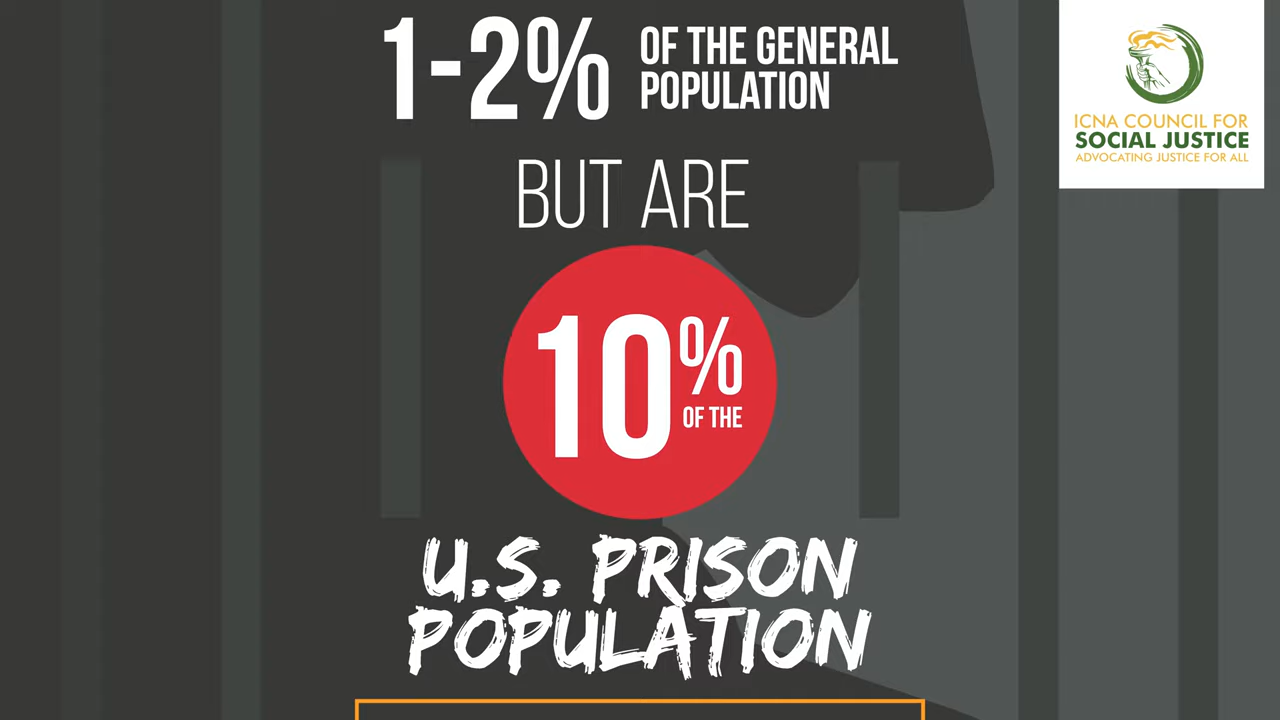 1-2% OF THE GENERAL
POPULATION
BUT ARE
10%
OF THE
U.S. PRISON
POPULATION
ICNA COUNCIL FOR
SOCIAL JUSTICE
ADVOCATING JUSTICE FOR ALL